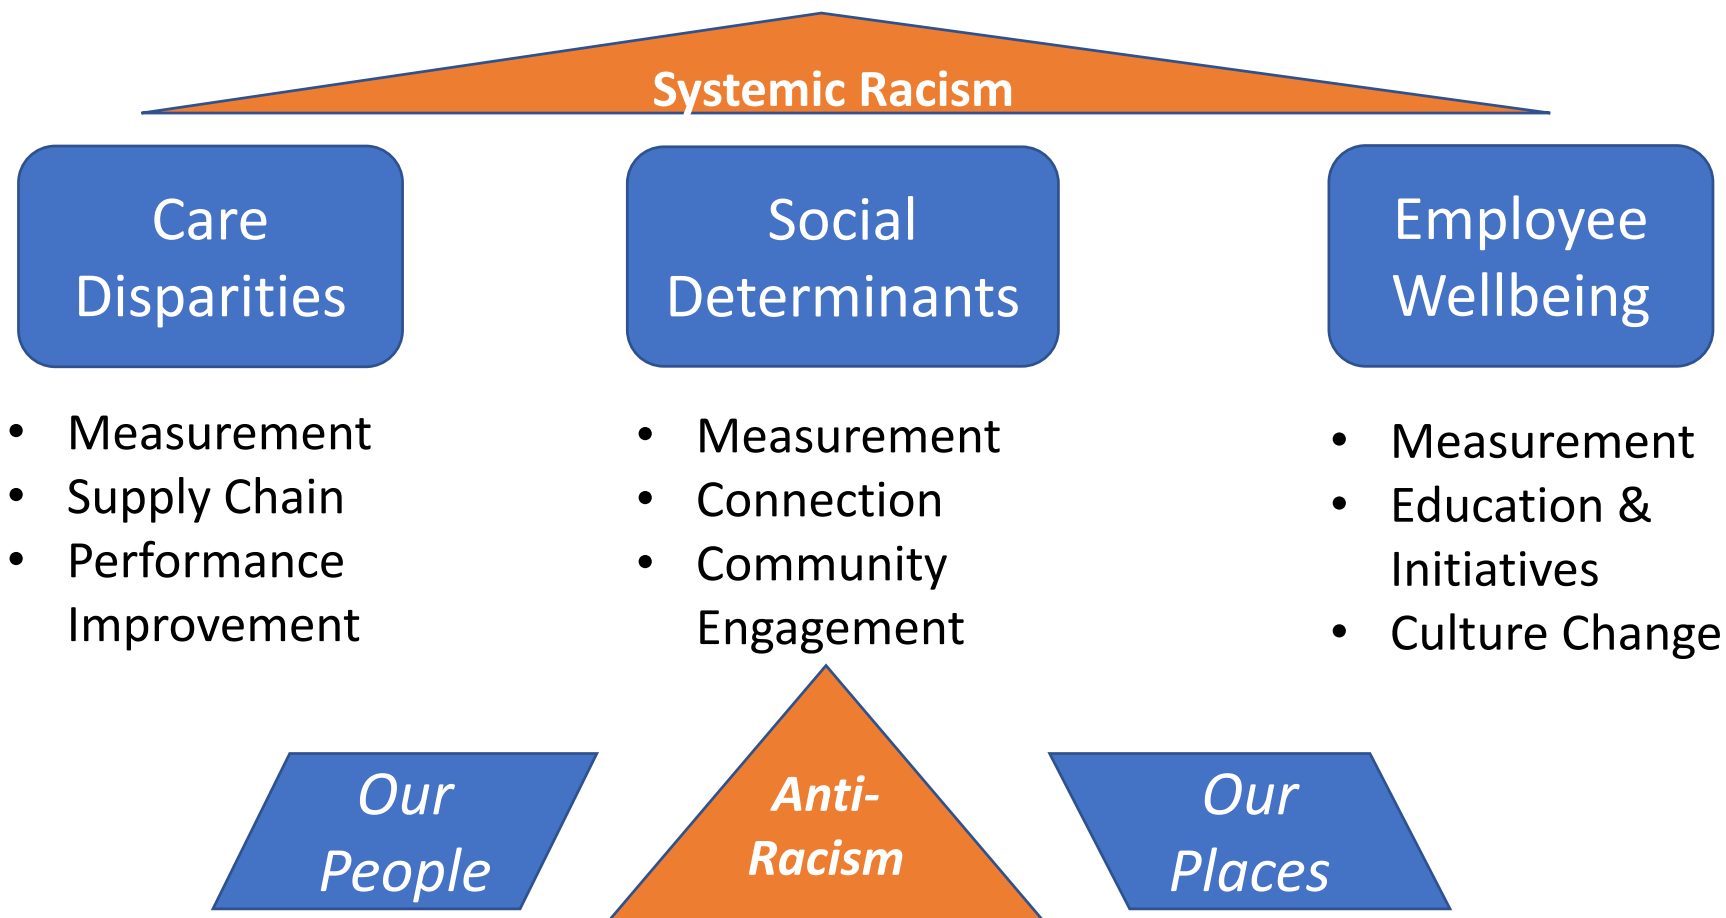 Systemic Racism
Care
Disparities
• Measurement
• Supply Chain
• Performance
Improvement
Social
Determinants
• Measurement
• Connection
• Community
Engagement
Employee
Wellbeing
• Measurement
• Education &
Initiatives
• Culture Change
Our
People
Anti-
Racism
Our
Places